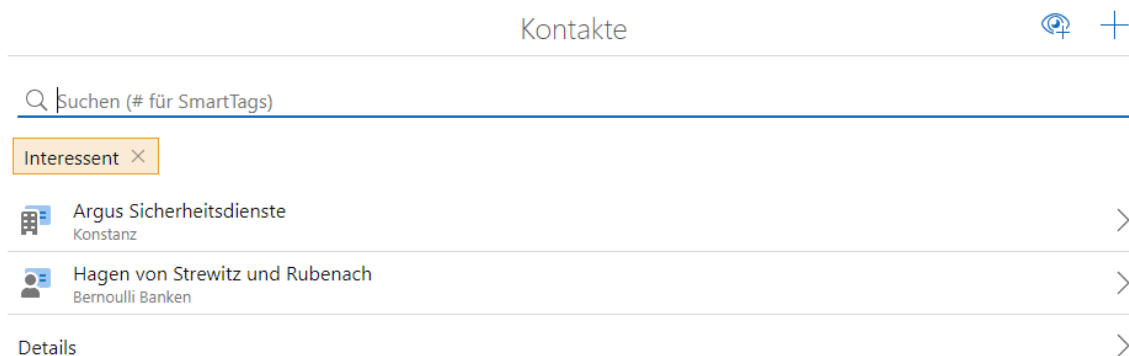 Kontakte
Suchen (# für SmartTags)
Interessent
Argus Sicherheitsdienste
Konstanz
Hagen von Strewitz und Rubenach
Bernoulli Banken
Details